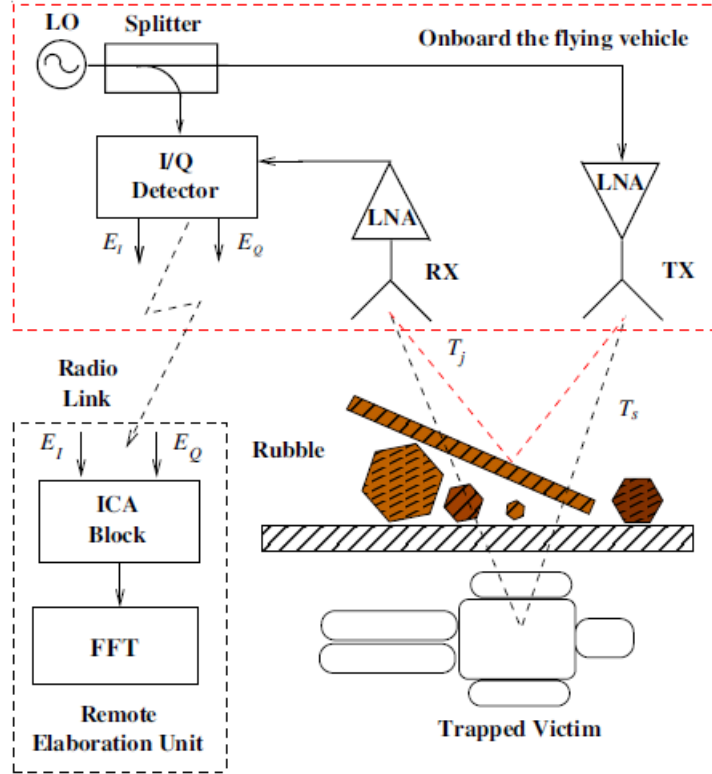 LO
Splitter
Onboard the flying vehicle
I/Q
Detector
LNA
LNA
E_I
E_Q
RX
TX
T_j
T_s
Radio
Link
E_I
E_Q
Rubble
ICA
Block
FFT
Remote
Elaboration Unit
Trapped Victim